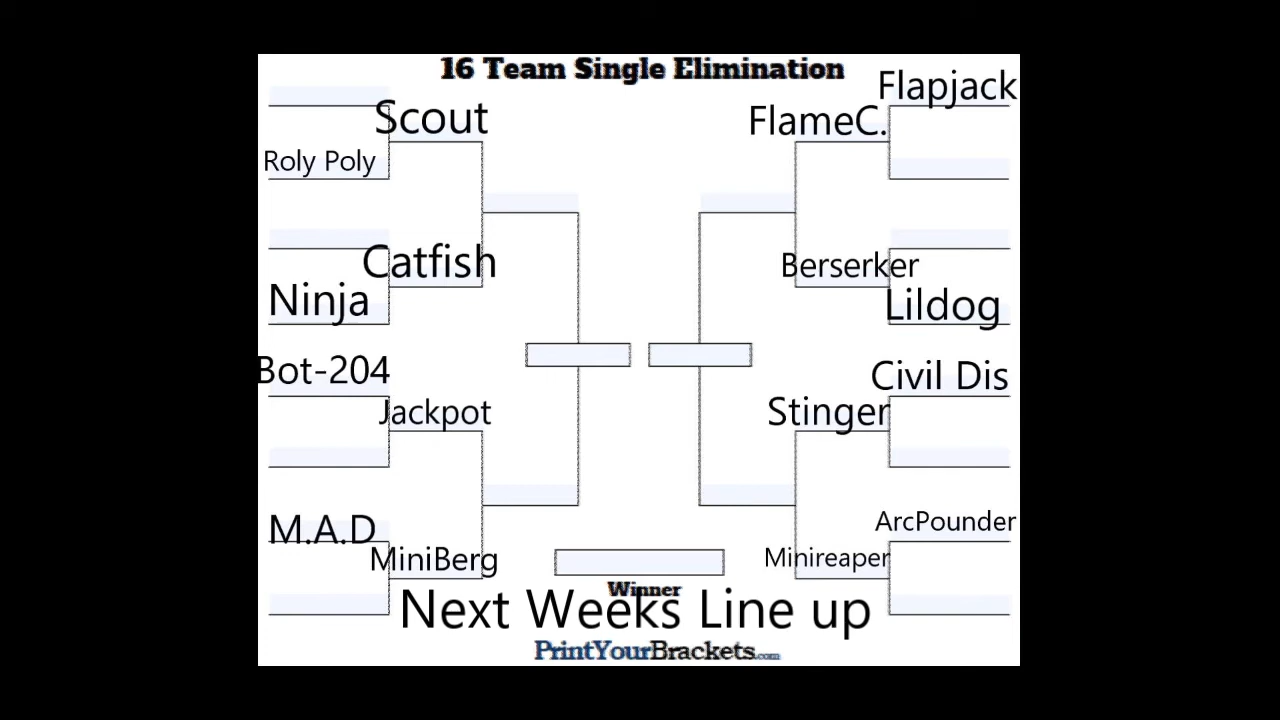 16 Team Single Elimination
Flapjack
Scout
FlameC.
Roly Poly
Catfish
Berserker
Ninja
Lildog
Bot-204
Civil Dis
Jackpot
Stinger
M.A.D
ArcPounder
MiniBerg
Minireaper
Winner
Next Weeks Line up
PrintYourBrackets.com